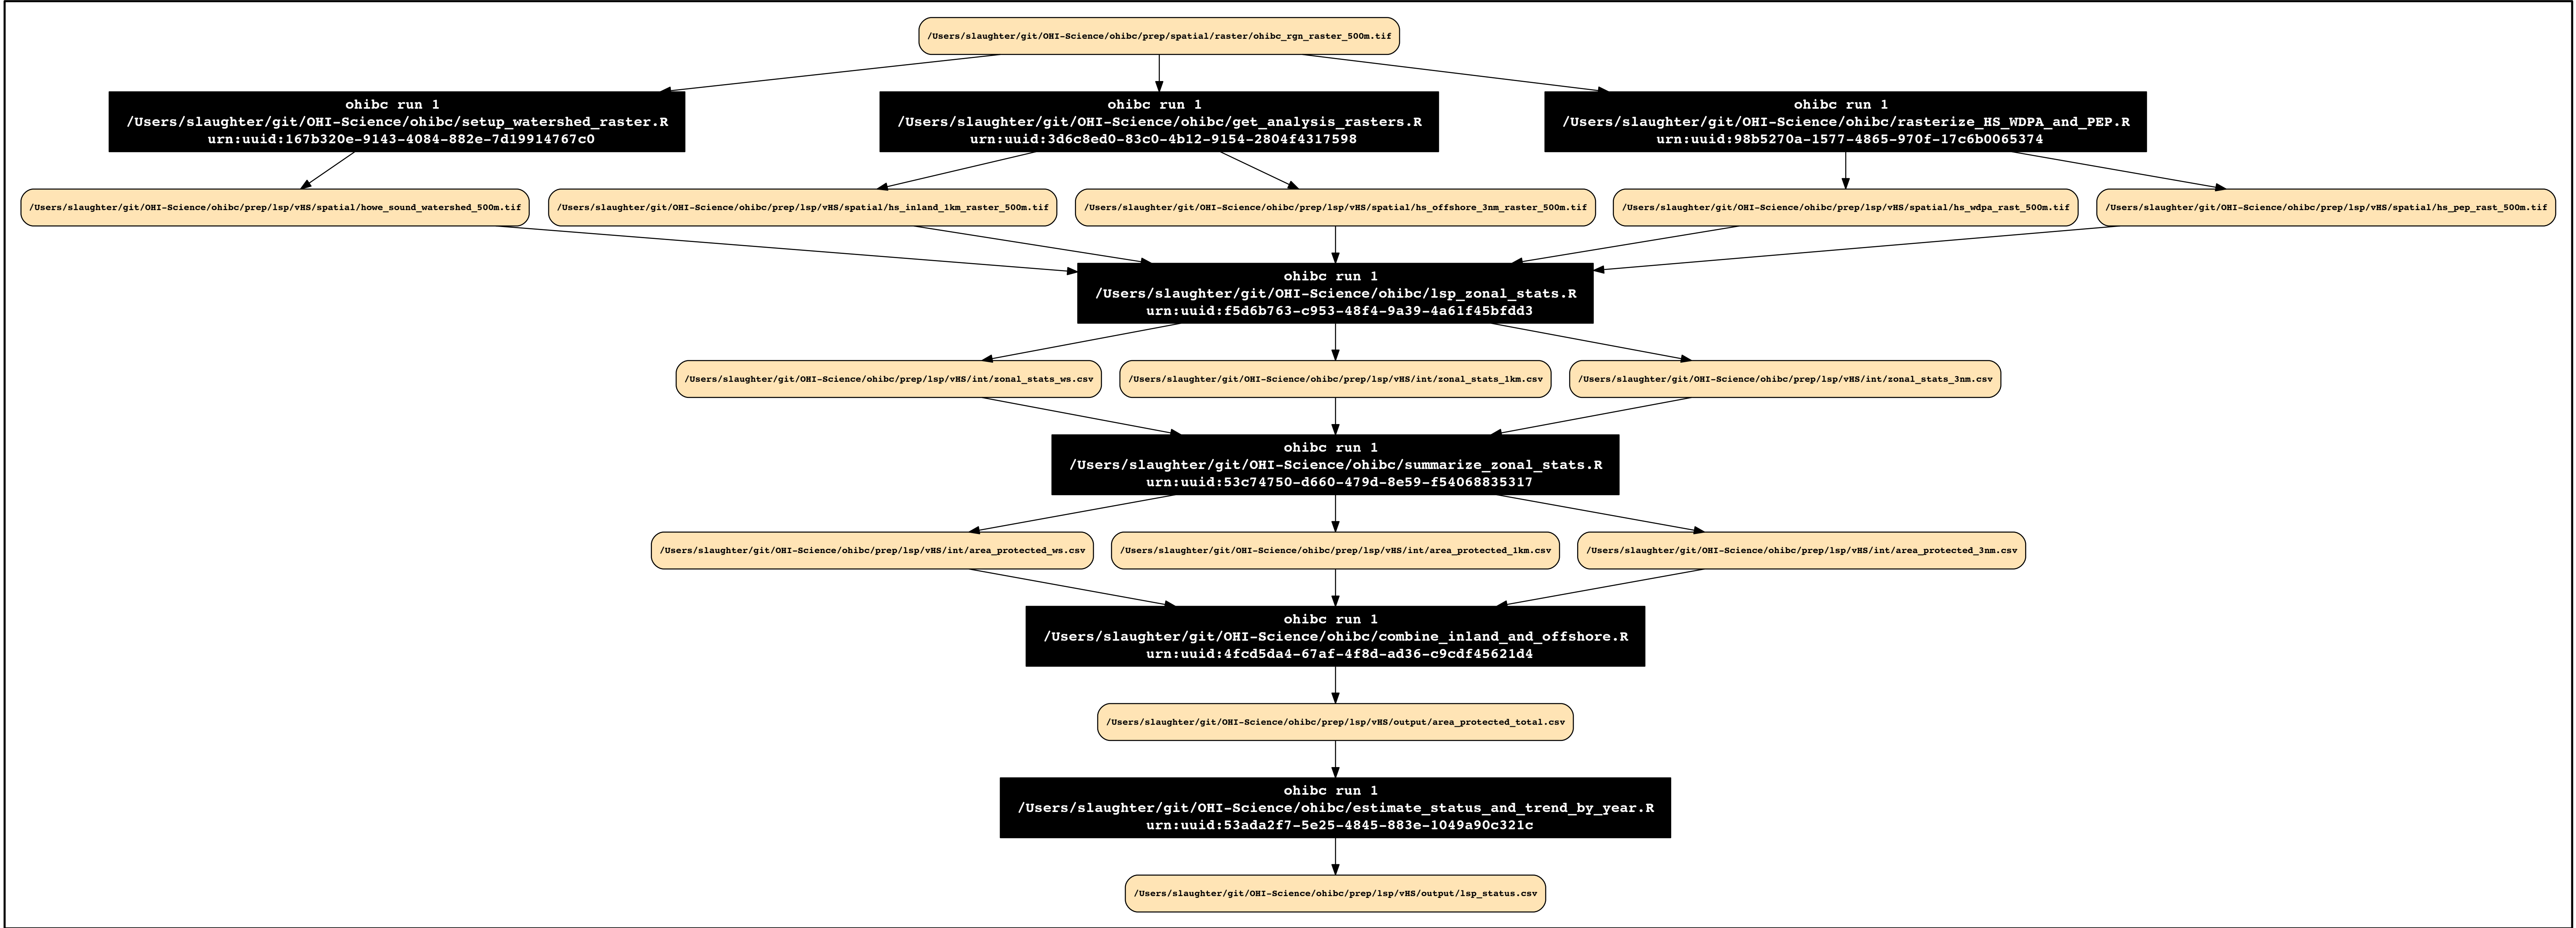 /Users/slaughter/git/OHI-Science/ohibc/prep/spatial/raster/ohibc_rgn_raster_500m.tif
ohibc run 1
/Users/slaughter/git/OHI-Science/ohibc/setup_watershed_raster.R
urn:uuid:167b320e-9143-4084-882e-7d19914767c0
ohibc run 1
/Users/slaughter/git/OHI-Science/ohibc/get_analysis_rasters.R
urn:uuid:3d6c8ed0-83c0-4b12-9154-2804f4317598
ohibc run 1
/Users/slaughter/git/OHI-Science/ohibc/rasterize_HS_WDPA_and_PEP.R
urn:uuid:98b5270a-1577-4865-970f-17c6b0065374
/Users/slaughter/git/OHI-Science/ohibc/prep/lsp/vHS/spatial/howe_sound_watershed_500m.tif
/Users/slaughter/git/OHI-Science/ohibc/prep/lsp/vHS/spatial/hs_inland_1km_raster_500m.tif
/Users/slaughter/git/OHI-Science/ohibc/prep/lsp/vHS/spatial/hs_offshore_3nm_raster_500m.tif
/Users/slaughter/git/OHI-Science/ohibc/prep/lsp/vHS/spatial/hs_wdpa_rast_500m.tif
/Users/slaughter/git/OHI-Science/ohibc/prep/lsp/vHS/spatial/hs_pep_rast_500m.tif
ohibc run 1
/Users/slaughter/git/OHI-Science/ohibc/lsp_zonal_stats.R
urn:uuid:f5d6b763-c953-48f4-9a39-4a61f45bfdd3
/Users/slaughter/git/OHI-Science/ohibc/prep/lsp/vHS/int/zonal_stats_ws.csv
/Users/slaughter/git/OHI-Science/ohibc/prep/lsp/vHS/int/zonal_stats_1km.csv
/Users/slaughter/git/OHI-Science/ohibc/prep/lsp/vHS/int/zonal_stats_3nm.csv
ohibc run 1
/Users/slaughter/git/OHI-Science/ohibc/summarize_zonal_stats.R
urn:uuid:53c74750-d660-479d-8e59-f54068835317
/Users/slaughter/git/OHI-Science/ohibc/prep/lsp/vHS/int/area_protected_ws.csv
/Users/slaughter/git/OHI-Science/ohibc/prep/lsp/vHS/int/area_protected_1km.csv
/Users/slaughter/git/OHI-Science/ohibc/prep/lsp/vHS/int/area_protected_3nm.csv
ohibc run 1
/Users/slaughter/git/OHI-Science/ohibc/combine_inland_and_offshore.R
urn:uuid:4fcd5da4-67af-4f8d-ad36-c9cdf45621d4
/Users/slaughter/git/OHI-Science/ohibc/prep/lsp/vHS/output/area_protected_total.csv
ohibc run 1
/Users/slaughter/git/OHI-Science/ohibc/estimate_status_and_trend_by_year.R
urn:uuid:53ada2f7-5e25-4845-883e-1049a90c321c
/Users/slaughter/git/OHI-Science/ohibc/prep/lsp/vHS/output/lsp_status.csv